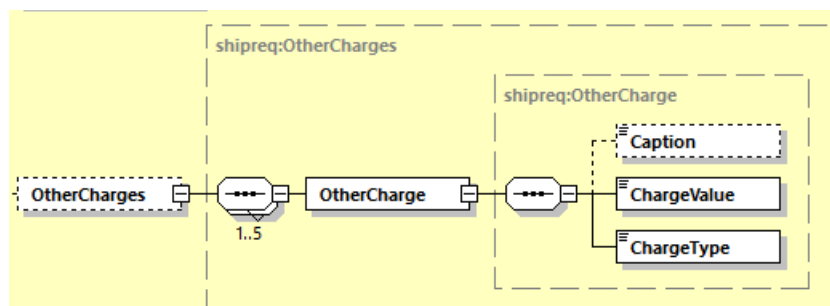 shipreq:OtherCharges
shipreq:OtherCharge
Caption
OtherCharges
OtherCharge
ChargeValue
1..5
ChargeType